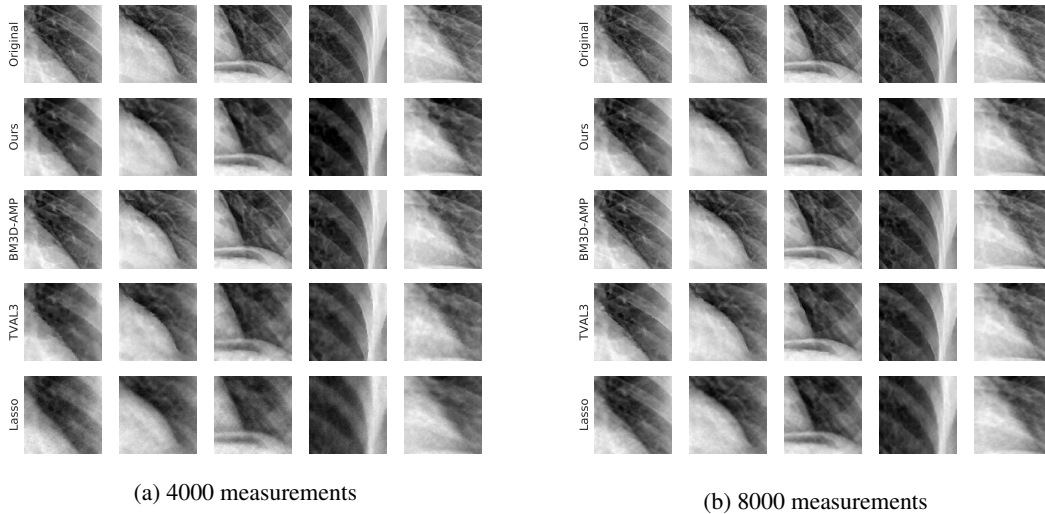 Original
Ours
BM3D-AMP
TVAL3
Lasso
(a) 4000 measurements
Original
Ours
BM3D-AMP
TVAL3
Lasso
(b) 8000 measurements